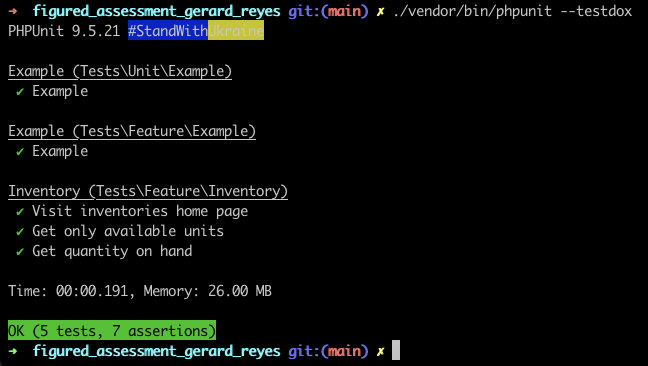 ➜ figured_assessment_gerard_reyes git:(main) ✗ ./vendor/bin/phpunit --testdox
PHPUnit 9.5.21 #StandWithUkraine
Example (Tests\Unit\Example)
✔ Example
Example (Tests\Feature\Example)
✔ Example
Inventory (Tests\Feature\Inventory)
✔ Visit inventories home page
✔ Get only available units
✔ Get quantity on hand
Time: 00:00.191, Memory: 26.00 MB
OK (5 tests, 7 assertions)
➜ figured_assessment_gerard_reyes git:(main) ✗